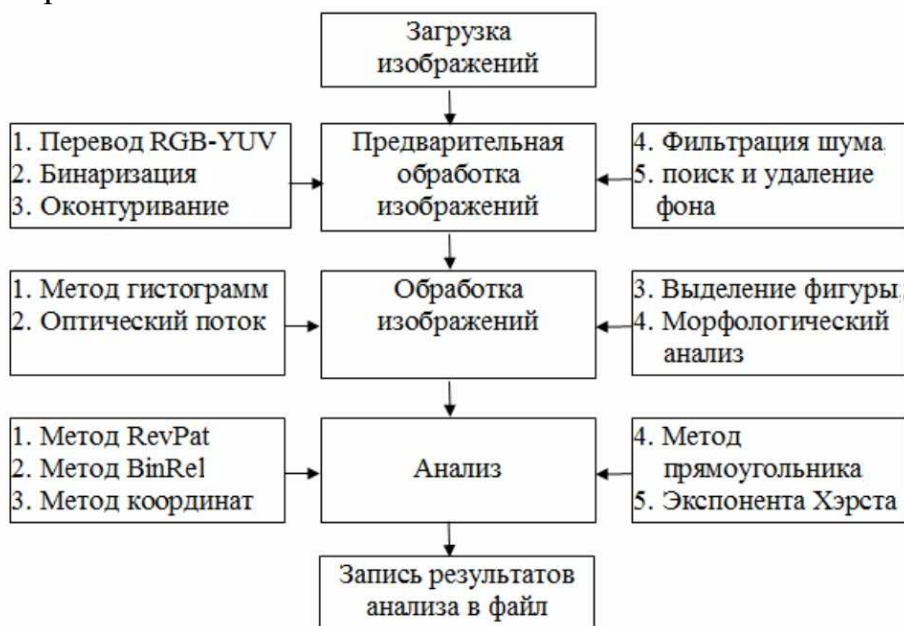 Загрузка
изображений
1. Перевод RGB-YUV
2. Бинаризация
3. Оконтуривание
Предварительная
обработка
изображений
4. Фильтрация шума,
5. поиск и удаление
фона
1. Метод гистограмм
2. Оптический поток
Обработка
изображений
3. Выделение фигуры;
4. Морфологический
анализ
1. Метод RevPat
2. Метод BinRel
3. Метод координат
Анализ
4. Метод
прямоугольника
5. Экспонента Хэрста
Запись результатов
анализа в файл